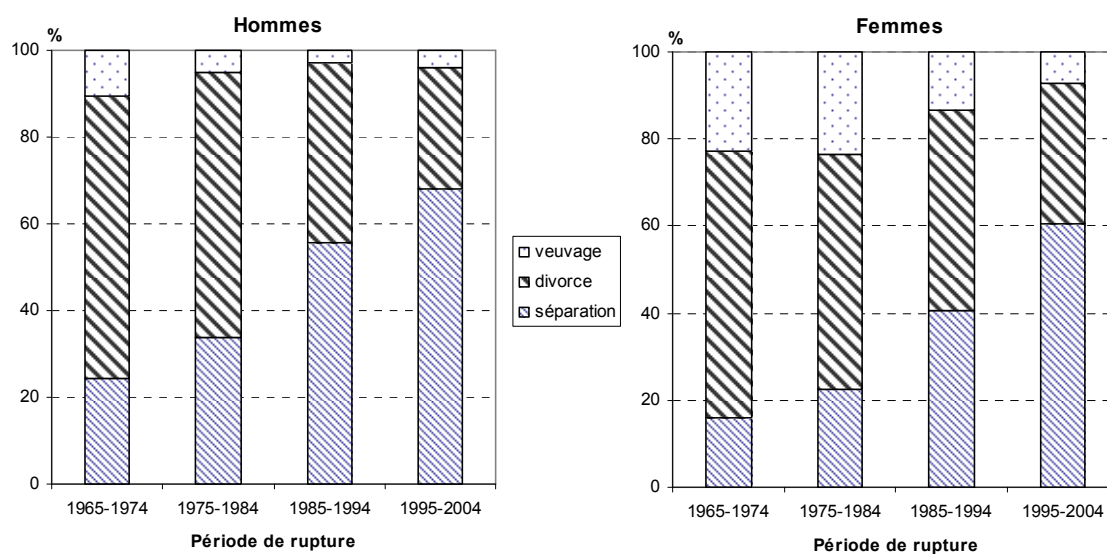 Hommes
%
100
80
60
40
20
0
1965-1974 1975-1984 1985-1994 1995-2004
Période de rupture
veuvage
divorce
séparation
Femmes
%
100
80
60
40
20
0
1965-1974 1975-1984 1985-1994 1995-2004
Période de rupture